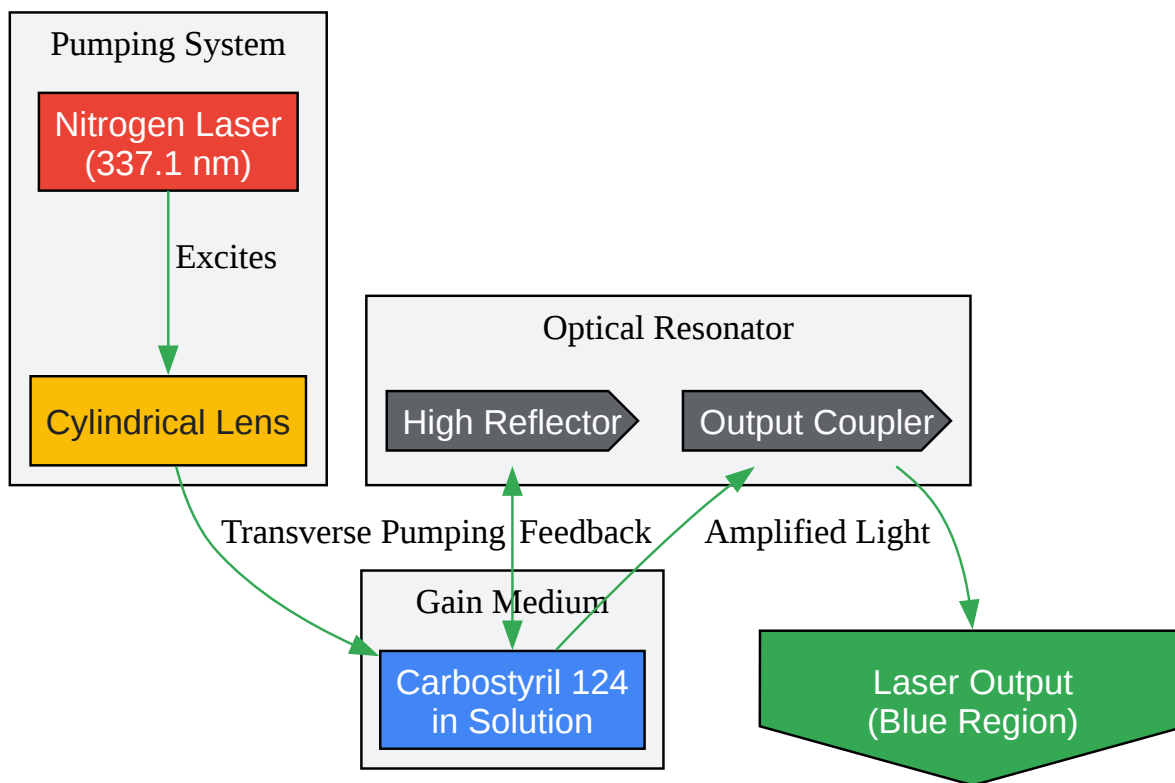 Pumping System
Nitrogen Laser
(337.1 nm)
Excites
Cylindrical Lens
Optical Resonator
High Reflector
Output Coupler
Transverse Pumping
Feedback
Amplified Light
Gain Medium
Carbostyril 124
in Solution
Laser Output
(Blue Region)